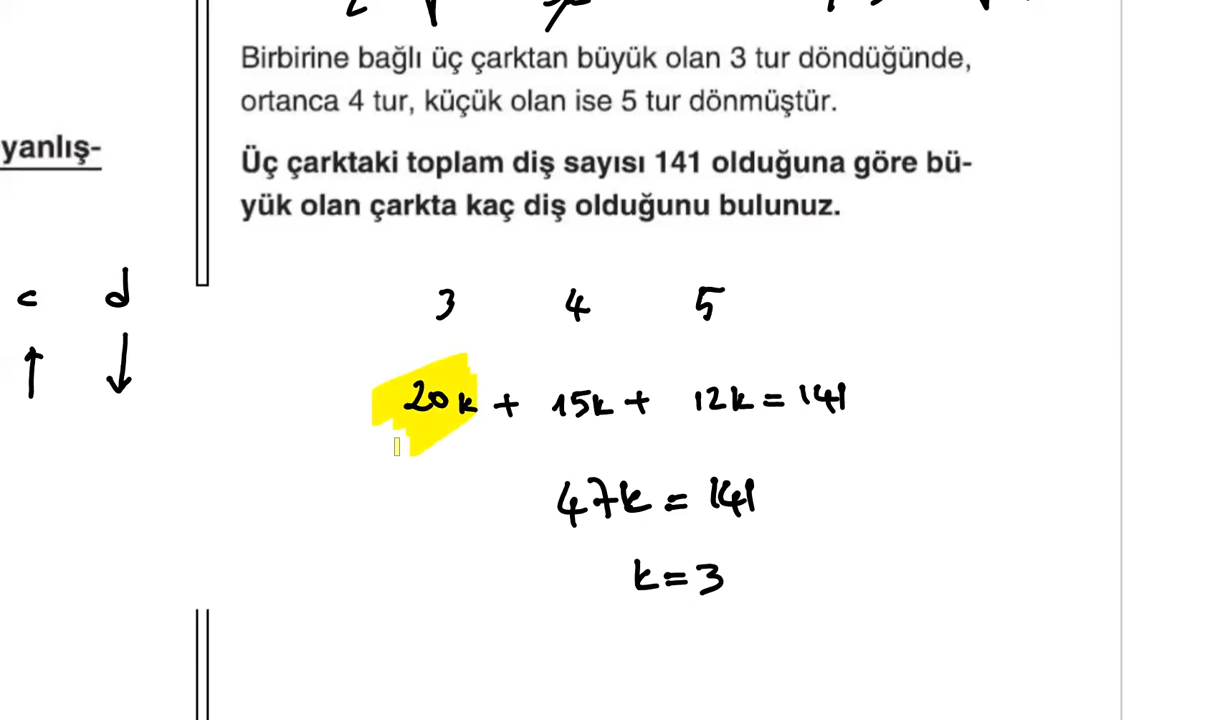 Birbirine bağlı üç çarktan büyük olan 3 tur döndüğünde,
ortanca 4 tur, küçük olan ise 5 tur dönmüştür.
yanlış-
Üç çarktaki toplam diş sayısı 141 olduğuna göre bü-
yük olan çarkta kaç diş olduğunu bulunuz.
c d
3 4 5
↑ ↓
20k + 15k + 12k = 141
47k = 141
k = 3